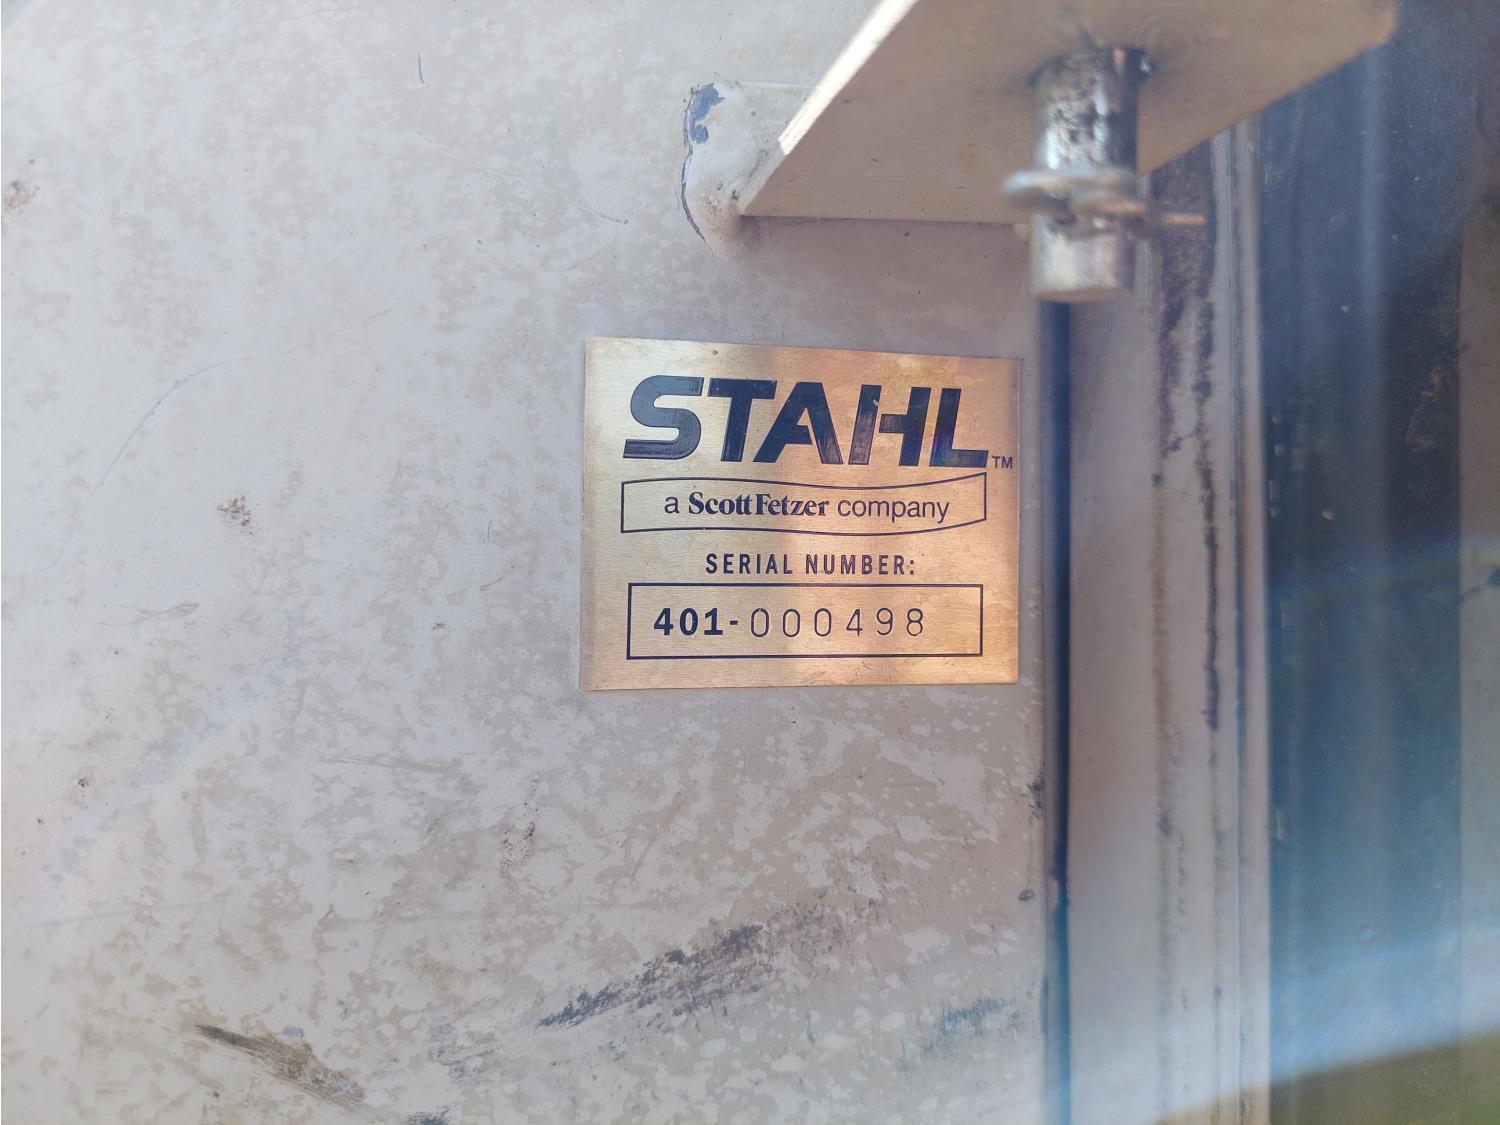 STAHL™
a ScottFetzer company
SERIAL NUMBER:
401-000498